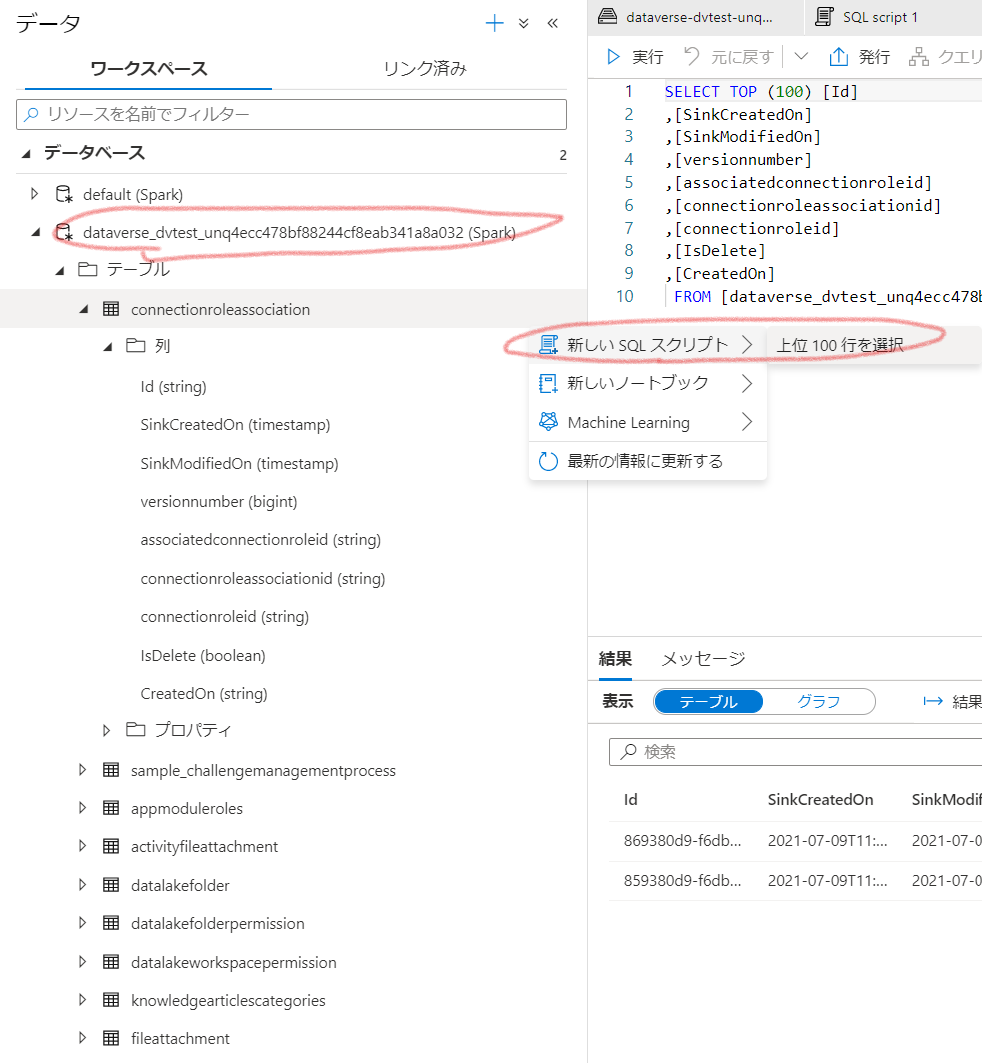 データ
ワークスペース
リンク済み
リソースを名前でフィルター
データベース
2
default (Spark)
dataverse_dvtest_unq4ecc478bf88244cf8eab341a8a032 (Spark)
テーブル
connectionroleassociation
列
Id (string)
SinkCreatedOn (timestamp)
SinkModifiedOn (timestamp)
versionnumber (bigint)
associatedconnectionroleid (string)
connectionroleassociationid (string)
connectionroleid (string)
IsDelete (boolean)
CreatedOn (string)
プロパティ
sample_challengemanagementprocess
appmoduleroles
activityfileattachment
datalakefolder
datalakefolderpermission
datalakeworkspacepermission
knowledgearticlescategories
fileattachment
dataverse-dvtest-unq...
SQL script 1
実行
元に戻す
発行
クエリ
1 SELECT TOP (100) [Id]
2 ,[SinkCreatedOn]
3 ,[SinkModifiedOn]
4 ,[versionnumber]
5 ,[associatedconnectionroleid]
6 ,[connectionroleassociationid]
7 ,[connectionroleid]
8 ,[IsDelete]
9 ,[CreatedOn]
10 FROM [dataverse_dvtest_unq4ecc478b
新しい SQL スクリプト
上位 100 行を選択
新しいノートブック
Machine Learning
最新の情報に更新する
結果
メッセージ
表示
テーブル
グラフ
結果
検索
Id SinkCreatedOn SinkModif
869380d9-f6db... 2021-07-09T11:... 2021-07-0
859380d9-f6db... 2021-07-09T11:... 2021-07-0